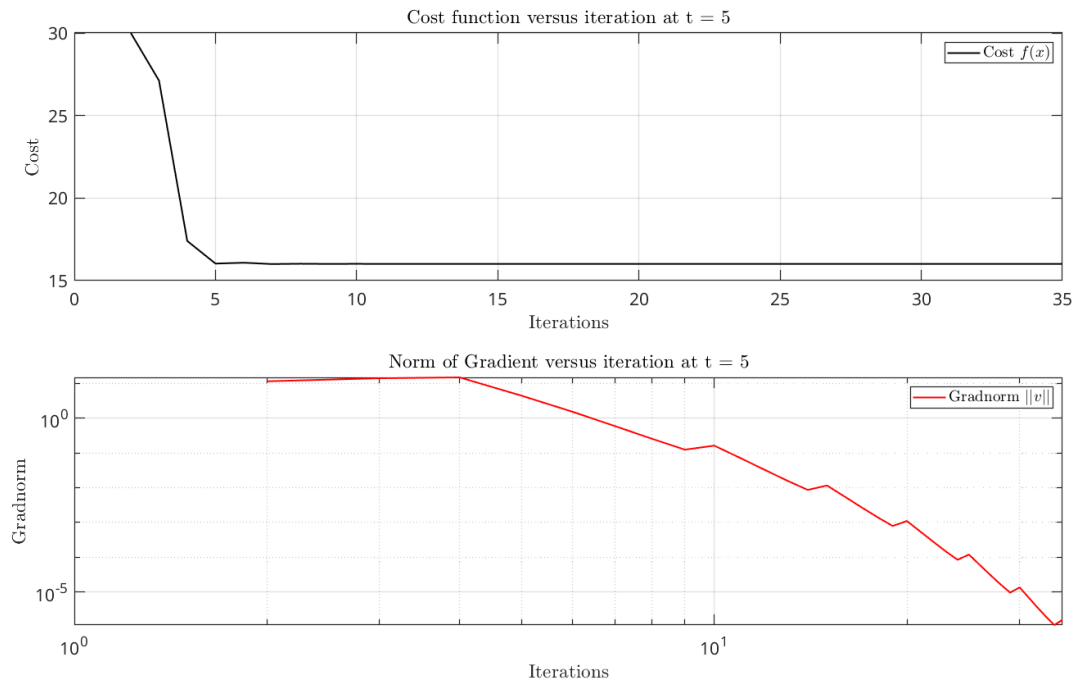 Cost function versus iteration at t = 5
30
25
20
15
Cost
Cost f(x)
0 5 10 15 20 25 30 35
Iterations
Norm of Gradient versus iteration at t = 5
10^0
10^-5
Gradnorm
Gradnorm ||v||
10^0 10^1
Iterations